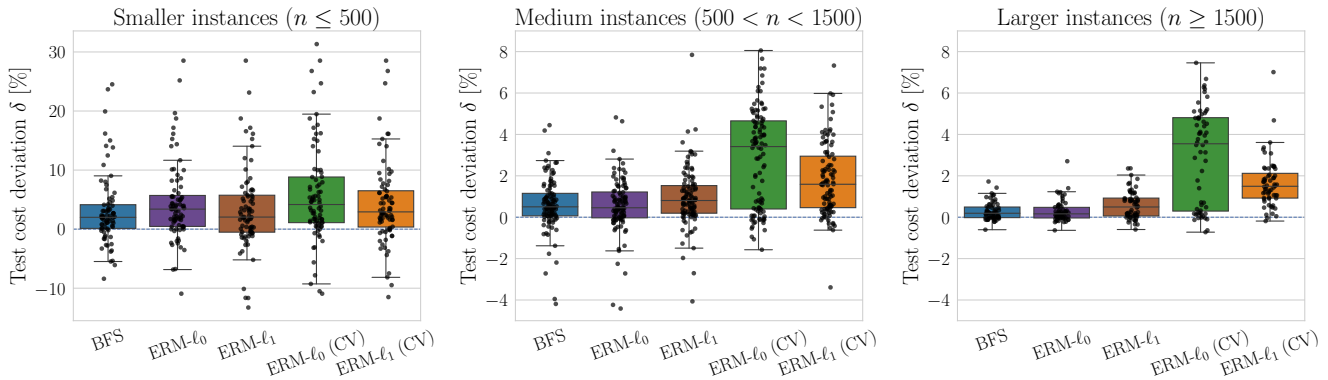 Smaller instances (n ≤ 500)
Test cost deviation δ [%]
30
20
10
0
−10
BFS
ERM-ℓ0
ERM-ℓ1
ERM-ℓ0 (CV)
ERM-ℓ1 (CV)
Medium instances (500 < n < 1500)
Test cost deviation δ [%]
8
6
4
2
0
−2
−4
BFS
ERM-ℓ0
ERM-ℓ1
ERM-ℓ0 (CV)
ERM-ℓ1 (CV)
Larger instances (n ≥ 1500)
Test cost deviation δ [%]
8
6
4
2
0
−2
−4
BFS
ERM-ℓ0
ERM-ℓ1
ERM-ℓ0 (CV)
ERM-ℓ1 (CV)